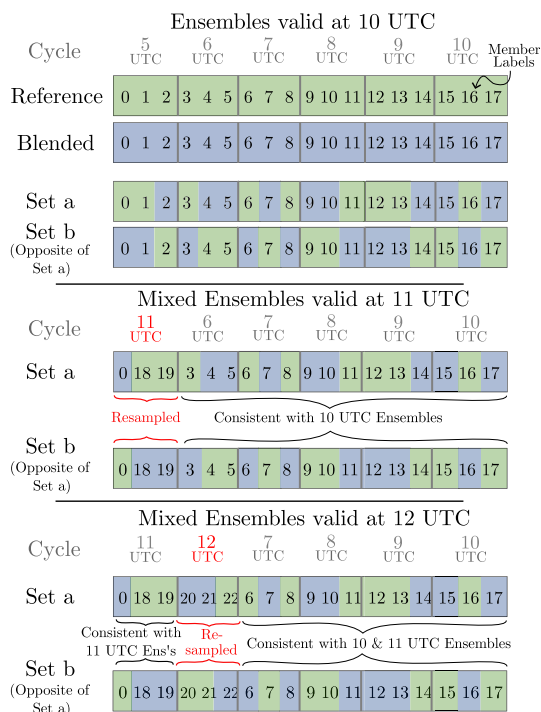 Ensembles valid at 10 UTC
Cycle 5 6 7 8 9 10
UTC UTC UTC UTC UTC UTC
Member
Labels
Reference 0 1 2 3 4 5 6 7 8 9 10 11 12 13 14 15 16 17
Blended 0 1 2 3 4 5 6 7 8 9 10 11 12 13 14 15 16 17
Set a 0 1 2 3 4 5 6 7 8 9 10 11 12 13 14 15 16 17
Set b 0 1 2 3 4 5 6 7 8 9 10 11 12 13 14 15 16 17
(Opposite of
Set a)
Mixed Ensembles valid at 11 UTC
Cycle 11 6 7 8 9 10
UTC UTC UTC UTC UTC UTC
Set a 0 18 19 3 4 5 6 7 8 9 10 11 12 13 14 15 16 17
Resampled Consistent with 10 UTC Ensembles
Set b 0 18 19 3 4 5 6 7 8 9 10 11 12 13 14 15 16 17
(Opposite of
Set a)
Mixed Ensembles valid at 12 UTC
Cycle 11 12 7 8 9 10
UTC UTC UTC UTC UTC UTC
Set a 0 18 19 20 21 22 6 7 8 9 10 11 12 13 14 15 16 17
Consistent with
11 UTC Ens's
Re-
sampled
Consistent with 10 & 11 UTC Ensembles
Set b 0 18 19 20 21 22 6 7 8 9 10 11 12 13 14 15 16 17
(Opposite of
Set a)